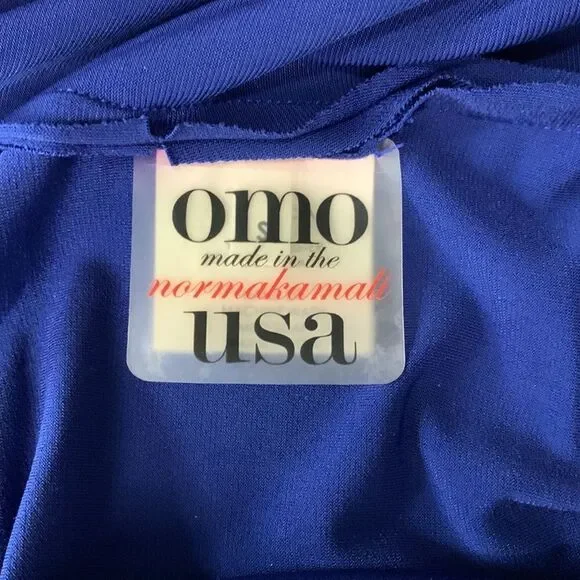 omo
made in the
normakamali
usa